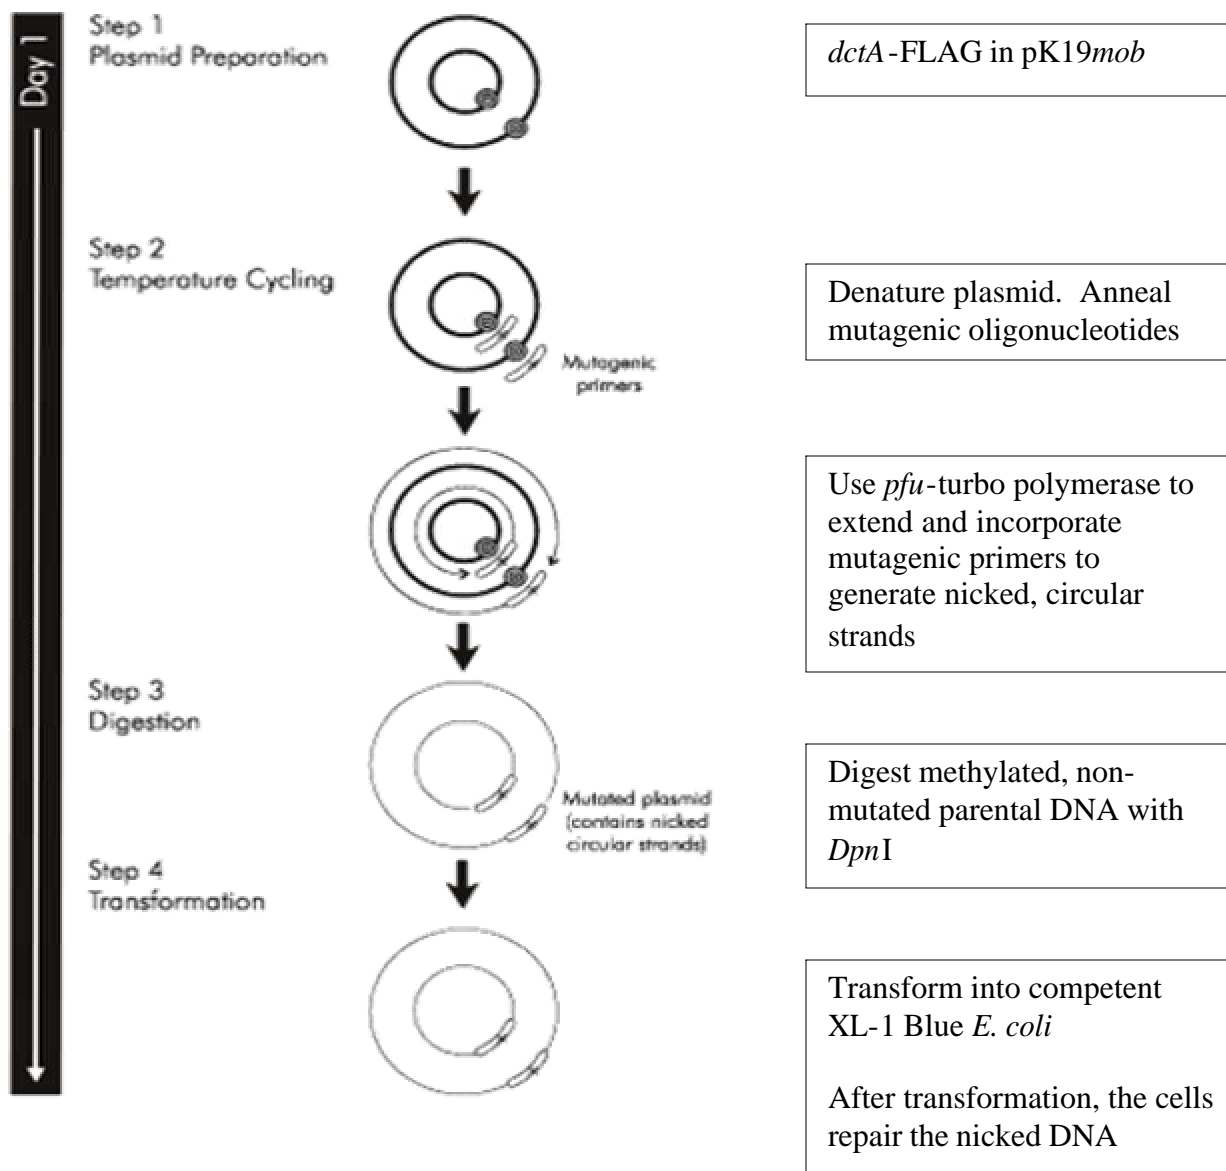 Day 1
Step 1
Plasmid Preparation
dctA-FLAG in pK19mob
Step 2
Temperature Cycling
Mutagenic
primers
Denature plasmid. Anneal
mutagenic oligonucleotides
Use pfu-turbo polymerase to
extend and incorporate
mutagenic primers to
generate nicked, circular
strands
Step 3
Digestion
Mutated plasmid
(contains nicked
circular strands)
Digest methylated, non-
mutated parental DNA with
DpnI
Step 4
Transformation
Transform into competent
XL-1 Blue E. coli
After transformation, the cells
repair the nicked DNA